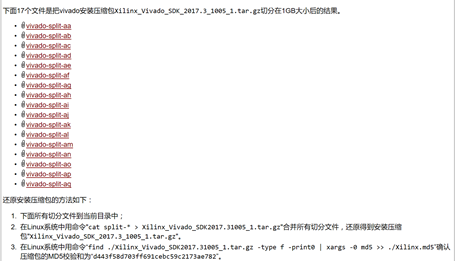 下面17个文件是把vivado安装压缩包Xilinx_Vivado_SDK_2017.3_1005_1.tar.gz切分在1GB大小后的结果。
vivado-split-aa
vivado-split-ab
vivado-split-ac
vivado-split-ad
vivado-split-ae
vivado-split-af
vivado-split-ag
vivado-split-ah
vivado-split-ai
vivado-split-aj
vivado-split-ak
vivado-split-al
vivado-split-am
vivado-split-an
vivado-split-ao
vivado-split-ap
vivado-split-aq
还原安装压缩包的方法如下：
1. 下面所有切分文件到当前目录中；
2. 在Linux系统中用命令"cat split-* > Xilinx_Vivado_SDK2017.31005_1.tar.gz"合并所有切分文件，还原得到安装压缩
包"Xilinx_Vivado_SDK_2017.3_1005_1.tar.gz"。
3. 在Linux系统中用命令"find ./Xilinx_Vivado_SDK2017.31005_1.tar.gz -type f -print0 | xargs -0 md5 >> ./Xilinx.md5"确认
压缩包的MD5校验和为"d443f58d703ff691cebc59c2173ae782"。